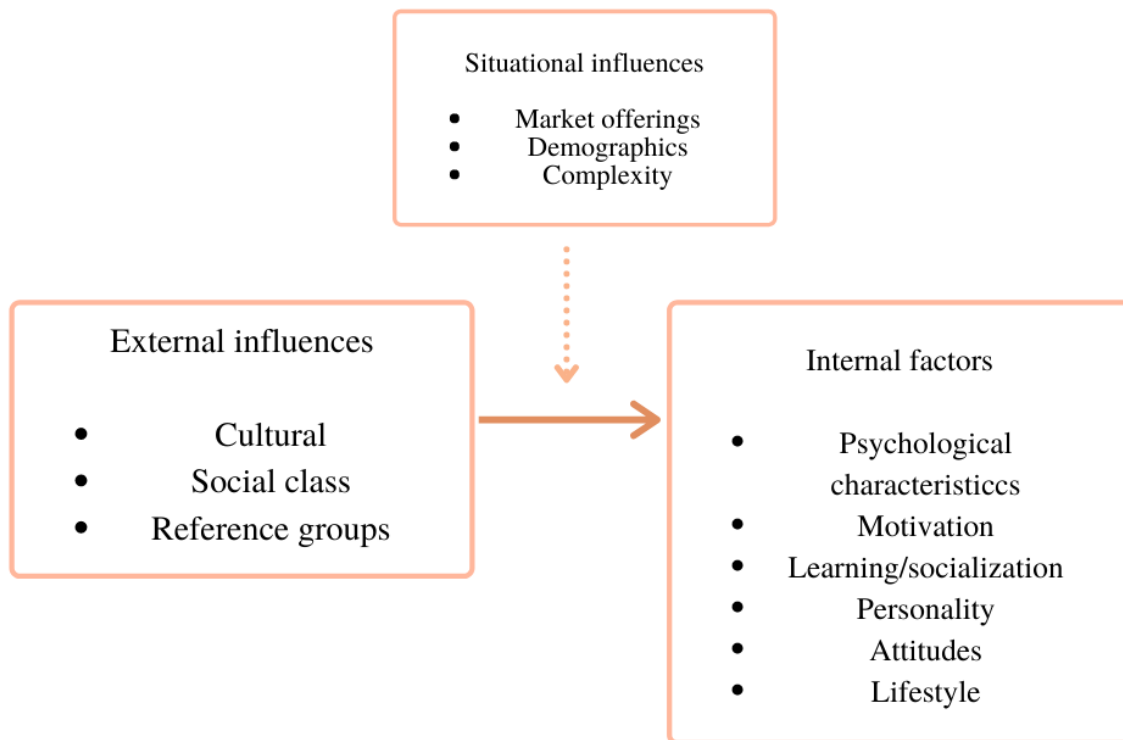 Situational influences
• Market offerings
• Demographics
• Complexity
External influences
• Cultural
• Social class
• Reference groups
Internal factors
• Psychological
characteristiccs
• Motivation
• Learning/socialization
• Personality
• Attitudes
• Lifestyle